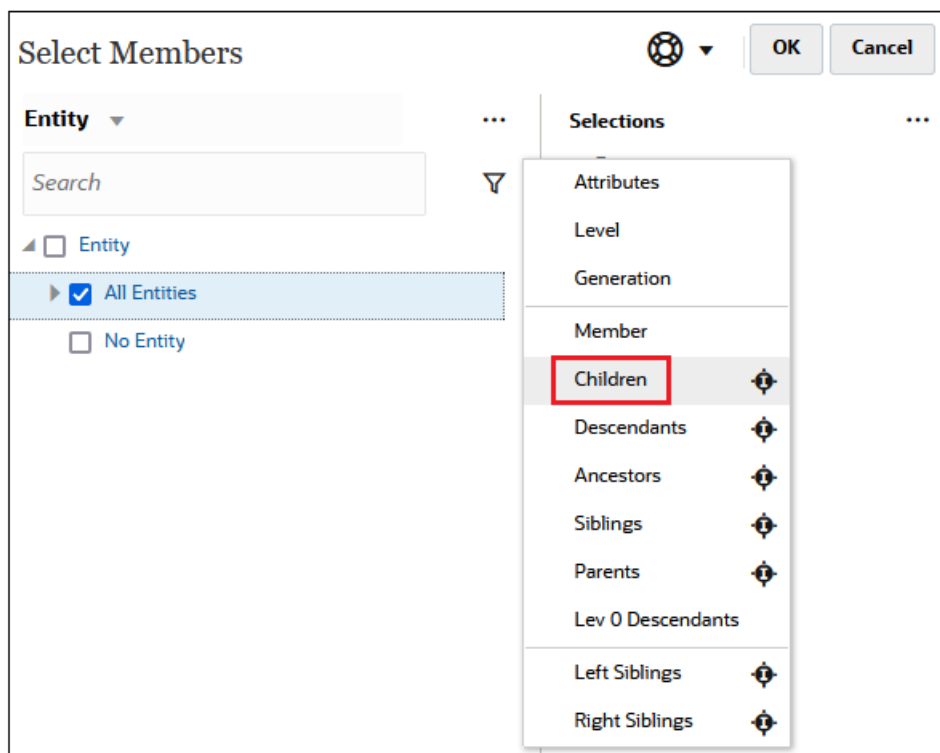 Select Members
OK
Cancel
Entity
Selections
Search
Entity
All Entities
No Entity
Attributes
Level
Generation
Member
Children
Descendants
Ancestors
Siblings
Parents
Lev 0 Descendants
Left Siblings
Right Siblings